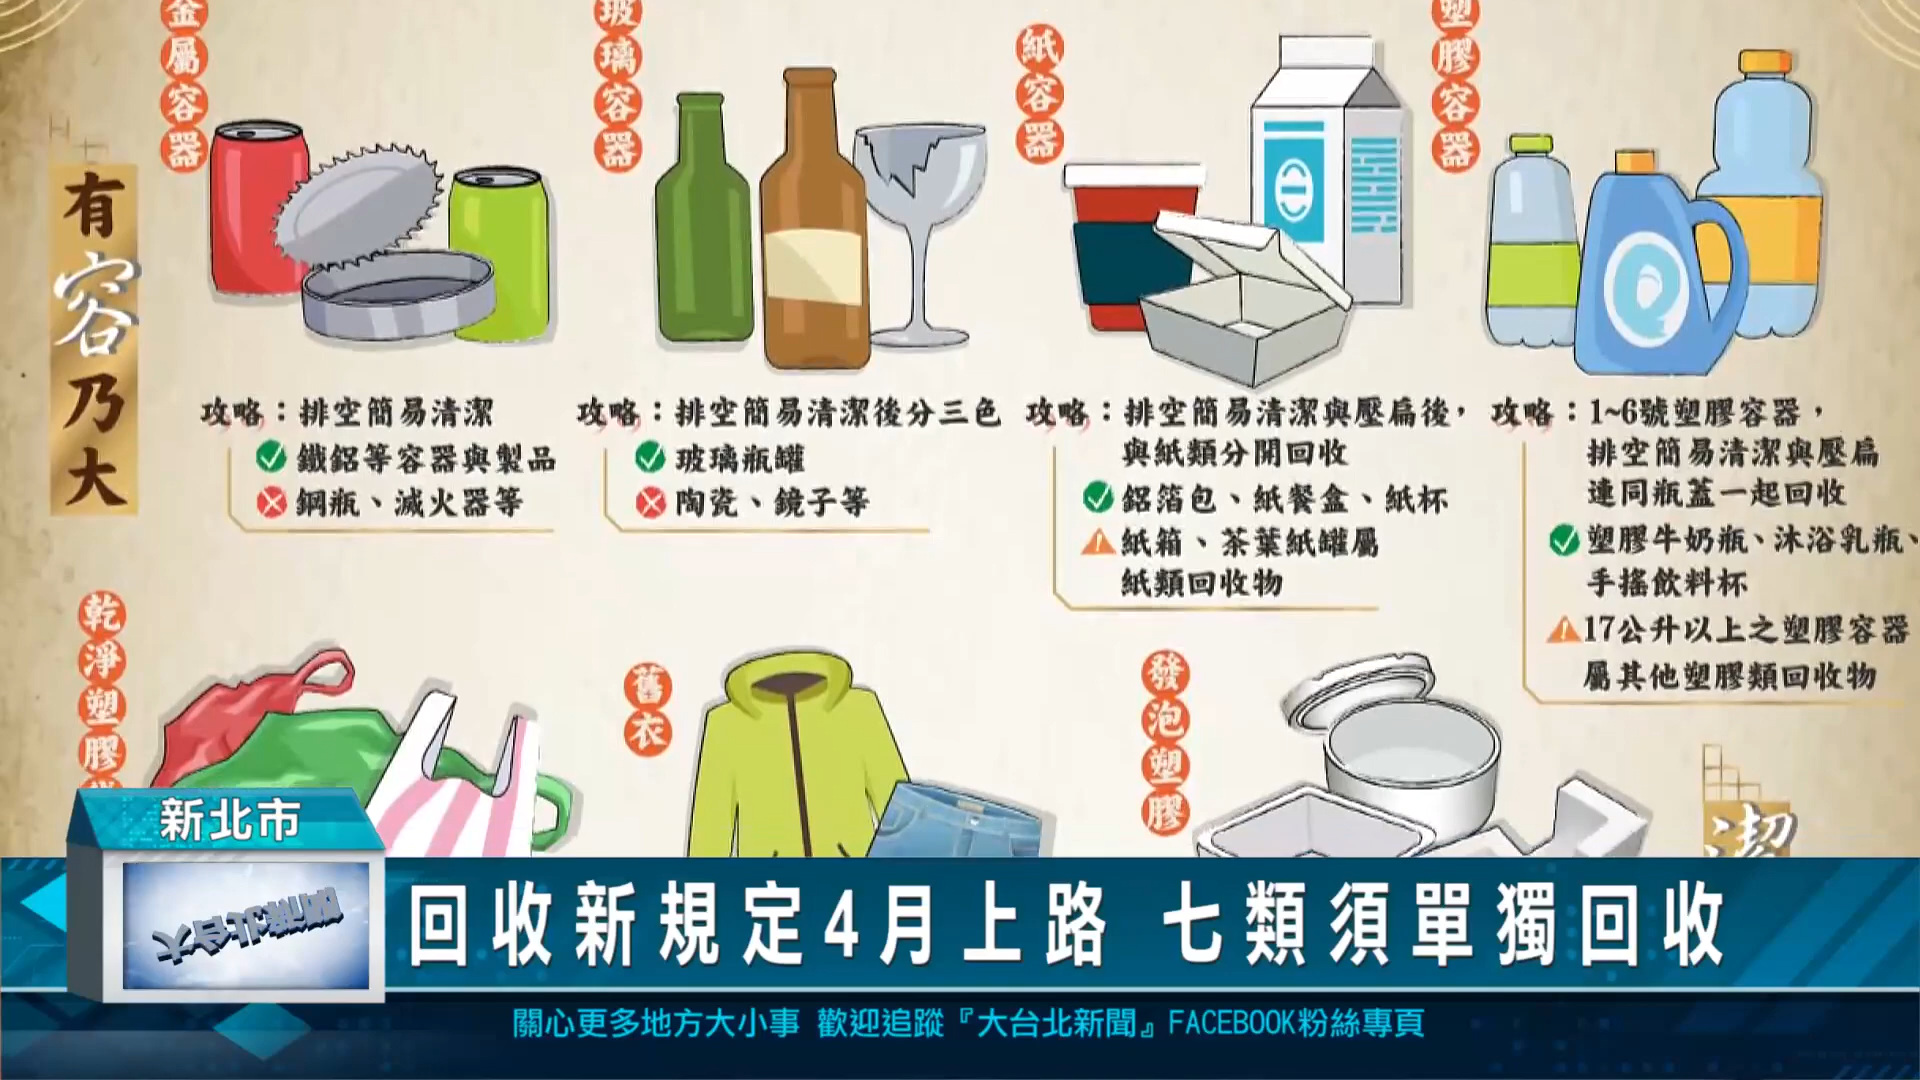 金屬容器
玻璃容器
紙容器
塑膠容器
有容乃大
攻略：排空簡易清潔
鐵鋁等容器與製品
鋼瓶、滅火器等
攻略：排空簡易清潔後分三色
玻璃瓶罐
陶瓷、鏡子等
攻略：排空簡易清潔與壓扁後，
與紙類分開回收
鋁箔包、紙餐盒、紙杯
紙箱、茶葉紙罐屬
紙類回收物
攻略：1~6號塑膠容器，
排空簡易清潔與壓扁
連同瓶蓋一起回收
塑膠牛奶瓶、沐浴乳瓶、
手搖飲料杯
17公升以上之塑膠容器
屬其他塑膠類回收物
乾淨塑膠
舊衣
發泡塑膠
潔
新北市
大台北新聞
回收新規定4月上路 七類須單獨回收
關心更多地方大小事 歡迎追蹤『大台北新聞』FACEBOOK粉絲專頁